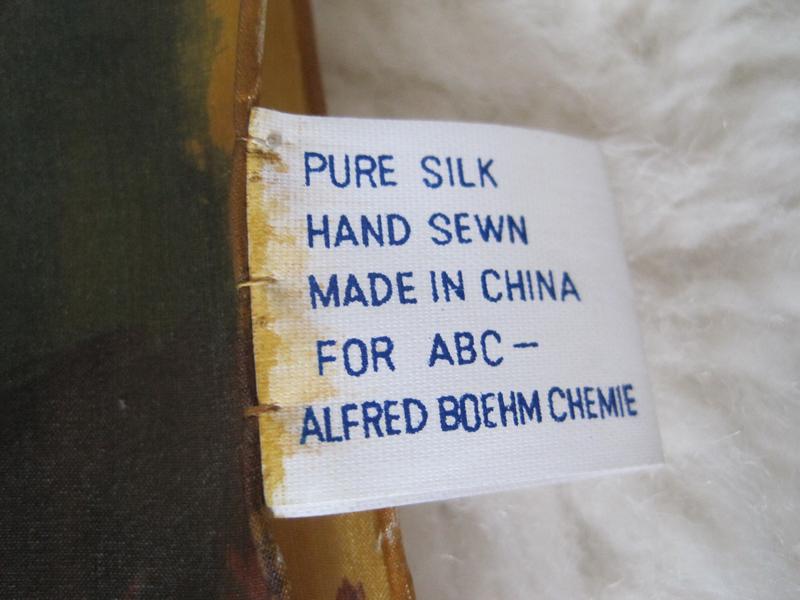 PURE SILK
HAND SEWN
MADE IN CHINA
FOR ABC -
ALFRED BOEHM CHEMIE